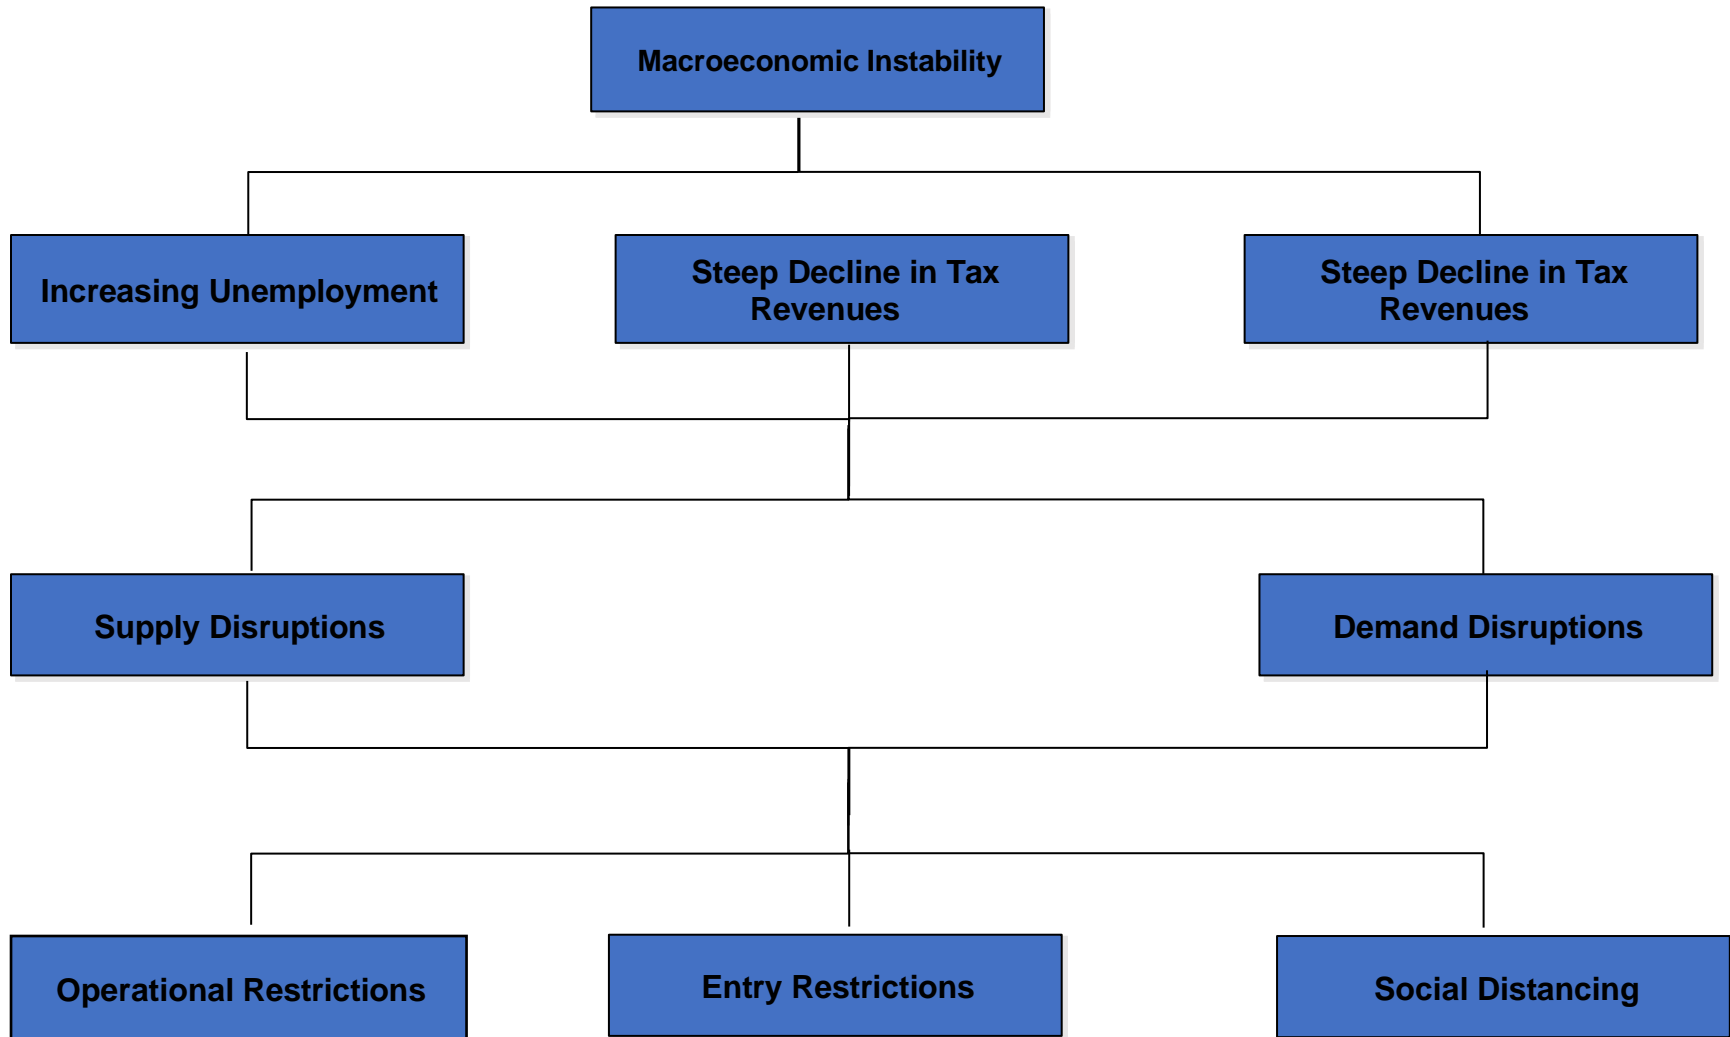 Macroeconomic Instability
Increasing Unemployment
Steep Decline in Tax
Revenues
Steep Decline in Tax
Revenues
Supply Disruptions
Demand Disruptions
Operational Restrictions
Entry Restrictions
Social Distancing